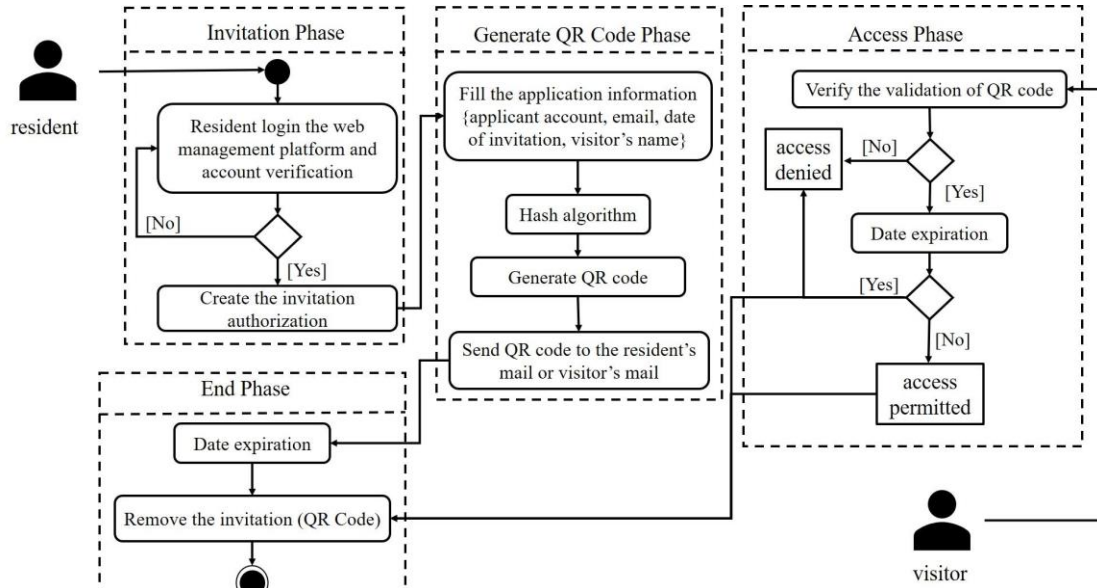 Invitation Phase
resident
Resident login the web
management platform and
account verification
[No]
[Yes]
Create the invitation
authorization
Generate QR Code Phase
Fill the application information
{applicant account, email, date
of invitation, visitor's name}
Hash algorithm
Generate QR code
Send QR code to the resident's
mail or visitor's mail
Access Phase
Verify the validation of QR code
access
denied
[No]
[Yes]
Date expiration
[Yes]
[No]
access
permitted
End Phase
Date expiration
Remove the invitation (QR Code)
visitor